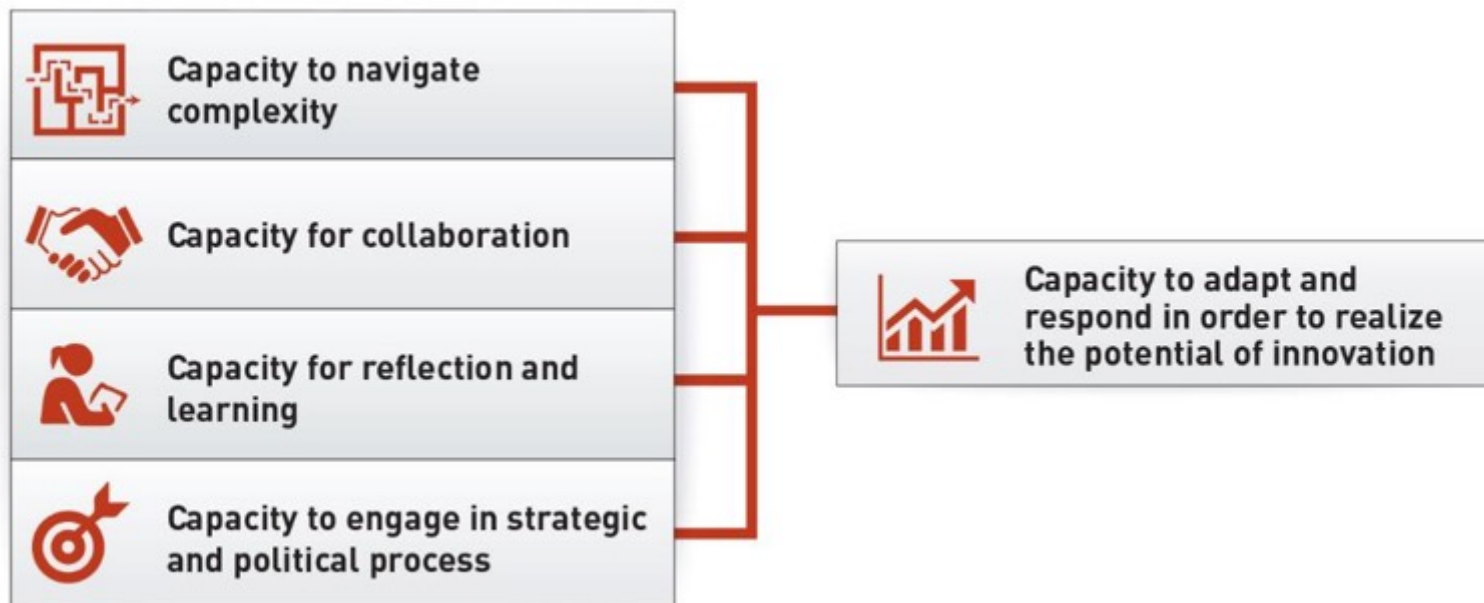 Capacity to navigate
complexity
Capacity for collaboration
Capacity for reflection and
learning
Capacity to engage in strategic
and political process
Capacity to adapt and
respond in order to realize
the potential of innovation